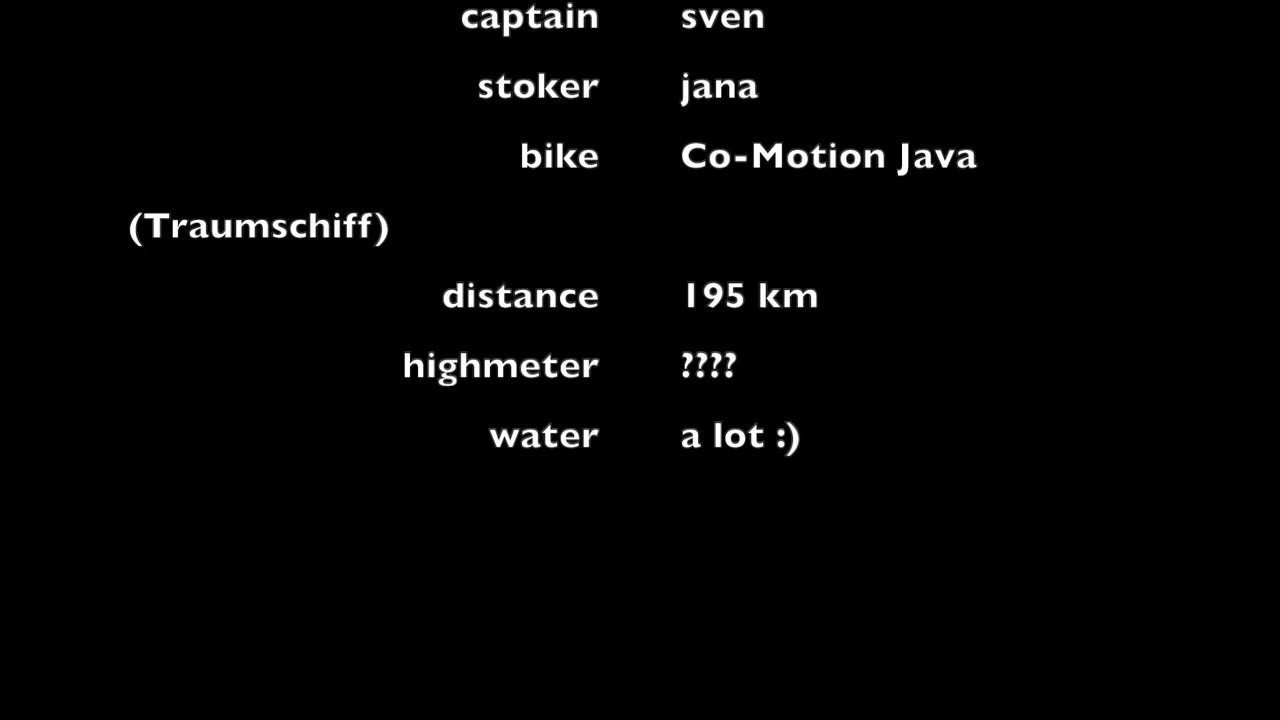 captain sven
stoker jana
bike Co-Motion Java
(Traumschiff)
distance 195 km
highmeter ????
water a lot :)